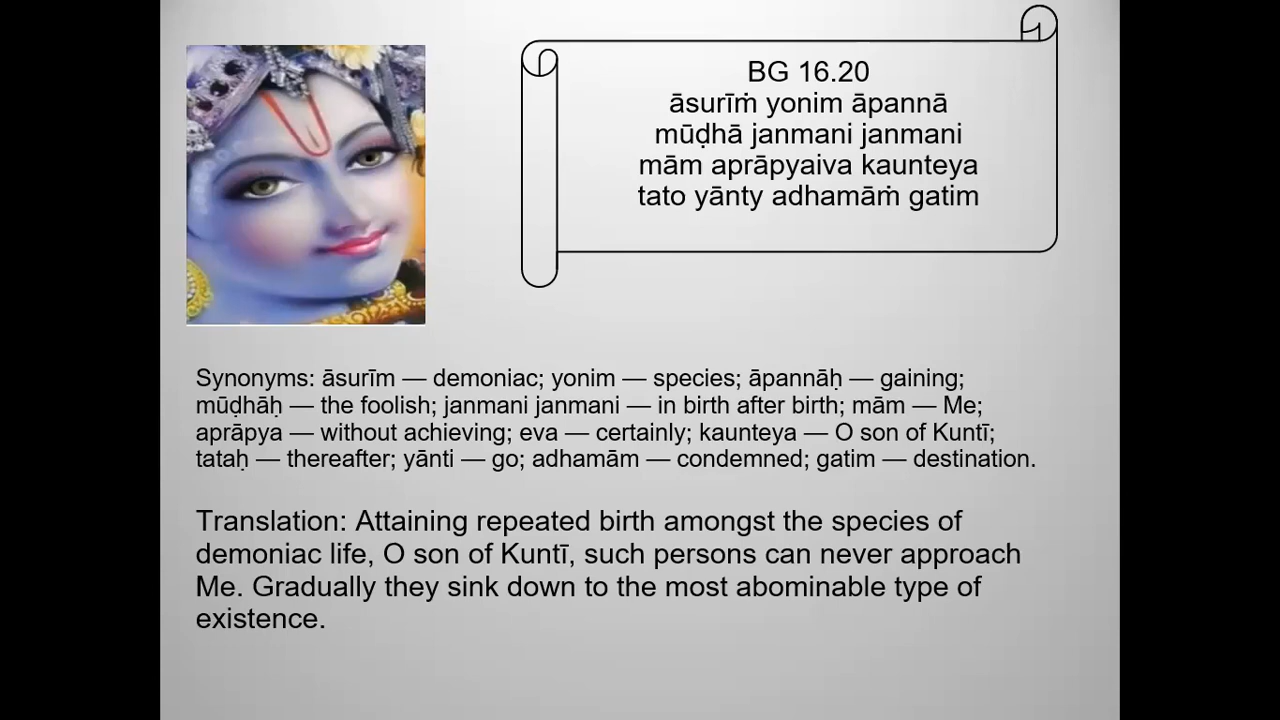 BG 16.20
āsurīṁ yonim āpannā
mūḍhā janmani janmani
mām aprāpyaiva kaunteya
tato yānty adhamāṁ gatim
Synonyms: āsurīm — demoniac; yonim — species; āpannāḥ — gaining;
mūḍhāḥ — the foolish; janmani janmani — in birth after birth; mām — Me;
aprāpya — without achieving; eva — certainly; kaunteya — O son of Kuntī;
tataḥ — thereafter; yānti — go; adhamām — condemned; gatim — destination.
Translation: Attaining repeated birth amongst the species of
demoniac life, O son of Kuntī, such persons can never approach
Me. Gradually they sink down to the most abominable type of
existence.